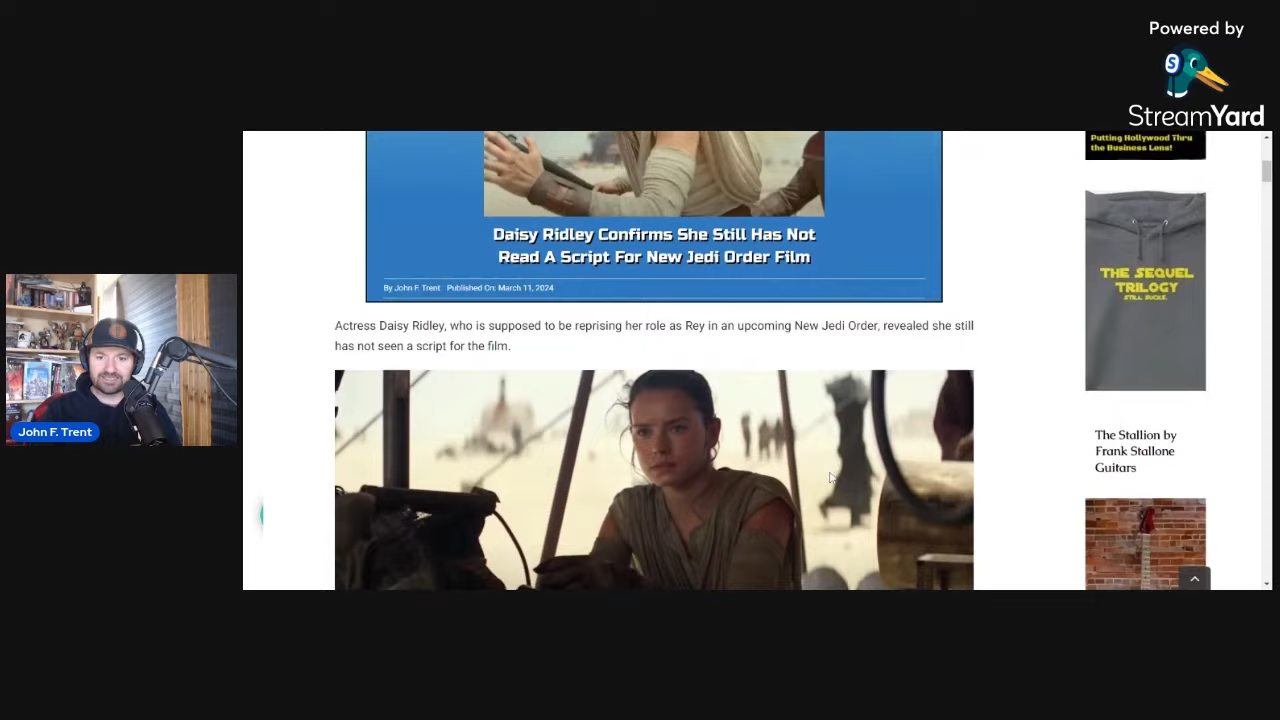 Powered by
S
StreamYard
Putting Hollywood Thru
the Business Lens!
Daisy Ridley Confirms She Still Has Not
Read A Script For New Jedi Order Film
By John F. Trent Published On: March 11, 2024
Actress Daisy Ridley, who is supposed to be reprising her role as Rey in an upcoming New Jedi Order, revealed she still
has not seen a script for the film.
THE SEQUEL
TRILOGY
STILL SUCKS.
The Stallion by
Frank Stallone
Guitars
John F. Trent